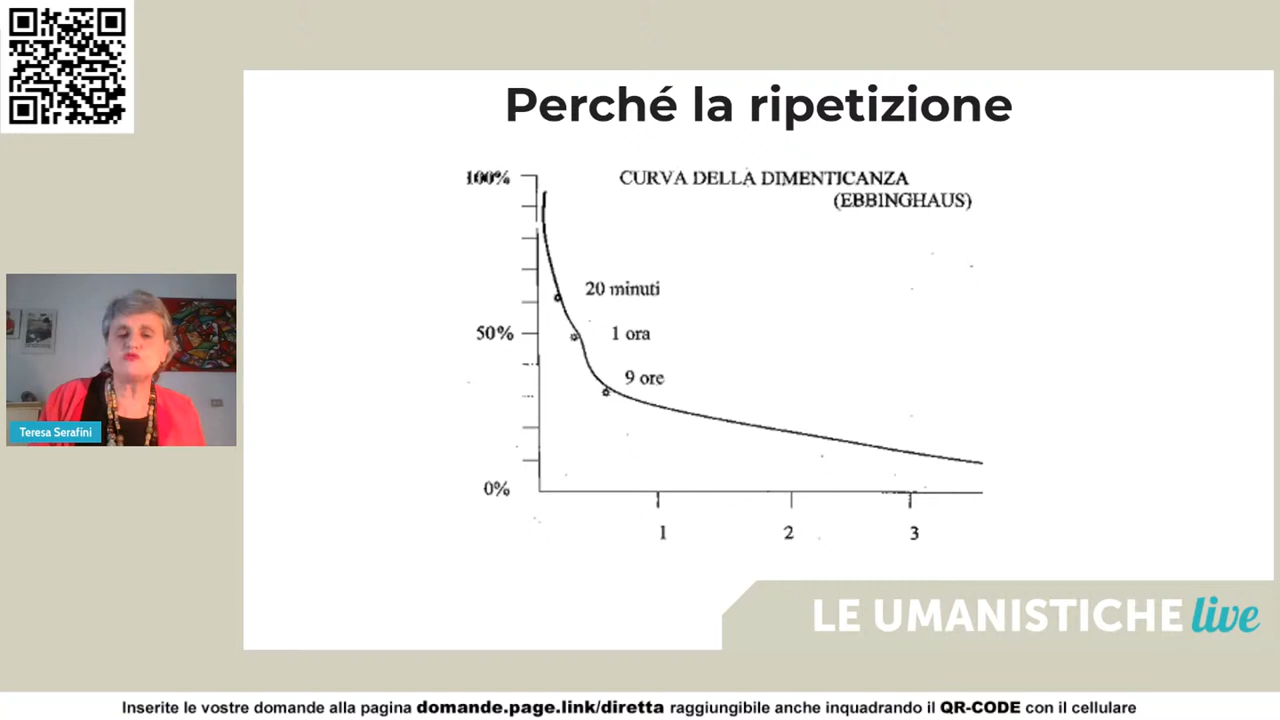 Perché la ripetizione
100%
CURVA DELLA DIMENTICANZA
(EBBINGHAUS)
20 minuti
50%
1 ora
9 ore
0%
1
2
3
Teresa Serafini
LE UMANISTICHE live
Inserite le vostre domande alla pagina domande.page.link/diretta raggiungibile anche inquadrando il QR-CODE con il cellulare